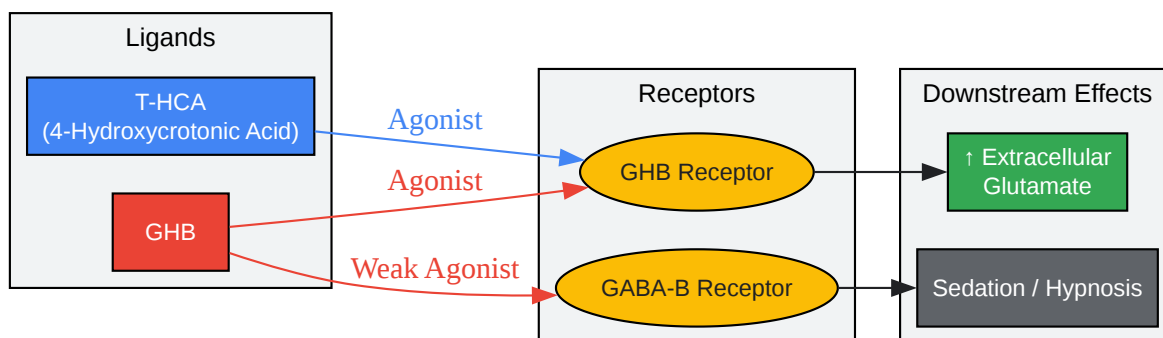 Ligands
T-HCA
(4-Hydroxycrotonic Acid)
GHB
Agonist
Agonist
Weak Agonist
Receptors
GHB Receptor
GABA-B Receptor
Downstream Effects
↑ Extracellular
Glutamate
Sedation / Hypnosis